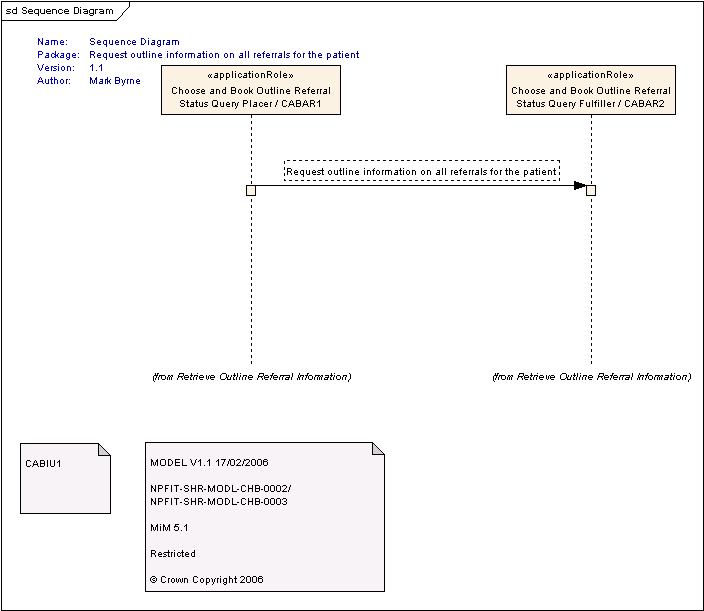 sd Sequence Diagram
Name: Sequence Diagram
Package: Request outline information on all referrals for the patient
Version: 1.1
Author: Mark Byrne
«applicationRole»
Choose and Book Outline Referral
Status Query Placer / CABAR1
«applicationRole»
Choose and Book Outline Referral
Status Query Fulfiller / CABAR2
Request outline information on all referrals for the patient
(from Retrieve Outline Referral Information)
(from Retrieve Outline Referral Information)
CABIU1
MODEL V1.1 17/02/2006
NPFIT-SHR-MODL-CHB-0002/
NPFIT-SHR-MODL-CHB-0003
MiM 5.1
Restricted
© Crown Copyright 2006